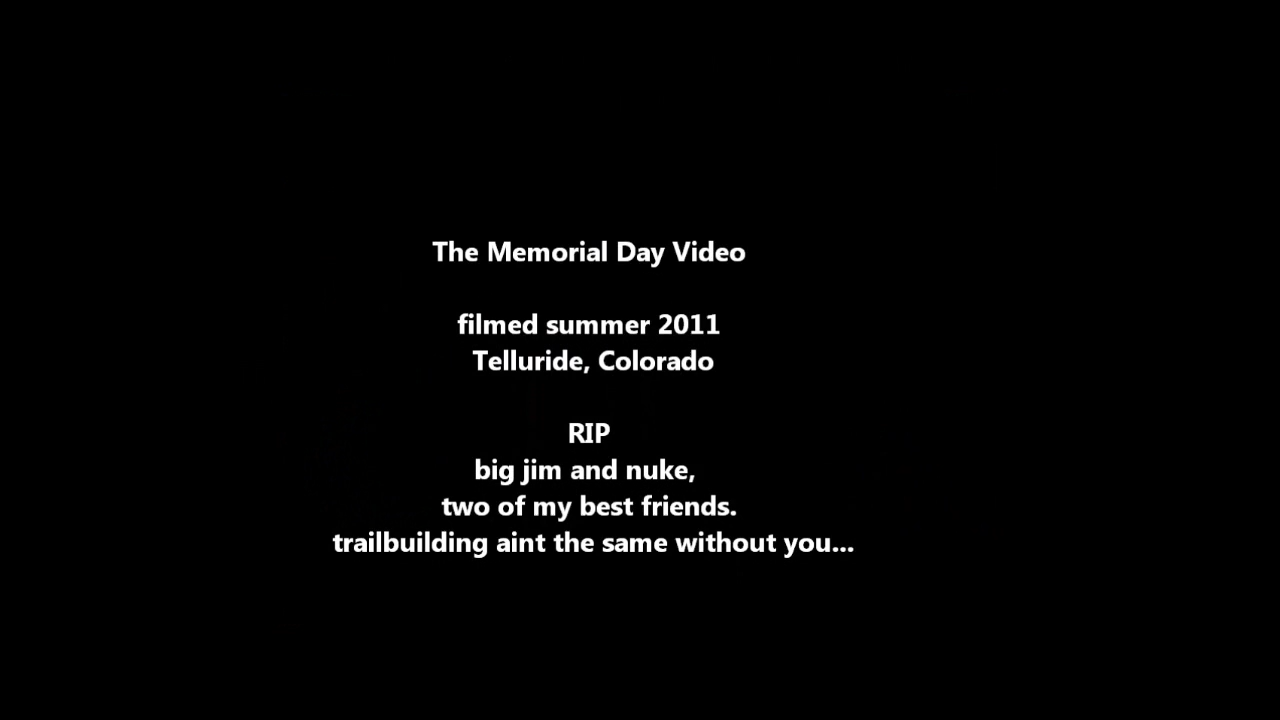 The Memorial Day Video
filmed summer 2011
Telluride, Colorado
RIP
big jim and nuke,
two of my best friends.
trailbuilding aint the same without you...